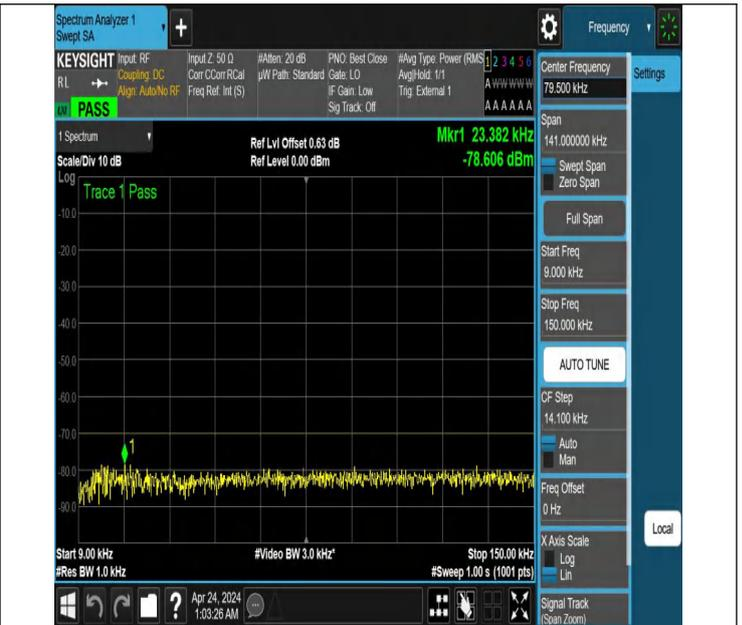 Spectrum Analyzer 1
Swept SA
Frequency
KEYSIGHT
RL
PASS
Input: RF
Coupling: DC
Align: Auto/No RF
Input Z: 50 Ω
Corr CCorr RCal
Freq Ref: Int (S)
#Atten: 20 dB
µW Path: Standard
PNO: Best Close
Gate: LO
IF Gain: Low
Sig Track: Off
#Avg Type: Power (RMS
Avg|Hold: 1/1
Trig: External 1
1 2 3 4 5 6
A W W W W W
A A A A A A
1 Spectrum
Scale/Div 10 dB
Ref Lvl Offset 0.63 dB
Ref Level 0.00 dBm
Mkr1 23.382 kHz
-78.606 dBm
Log
Trace 1 Pass
-10.0
-20.0
-30.0
-40.0
-50.0
-60.0
-70.0
1
-80.0
-90.0
Start 9.00 kHz
#Res BW 1.0 kHz
#Video BW 3.0 kHz*
Stop 150.00 kHz
#Sweep 1.00 s (1001 pts)
Apr 24, 2024
1:03:26 AM
?
Center Frequency
79.500 kHz
Settings
Span
141.000000 kHz
Swept Span
Zero Span
Full Span
Start Freq
9.000 kHz
Stop Freq
150.000 kHz
AUTO TUNE
CF Step
14.100 kHz
Auto
Man
Freq Offset
0 Hz
X Axis Scale
Log
Lin
Local
Signal Track
(Span Zoom)